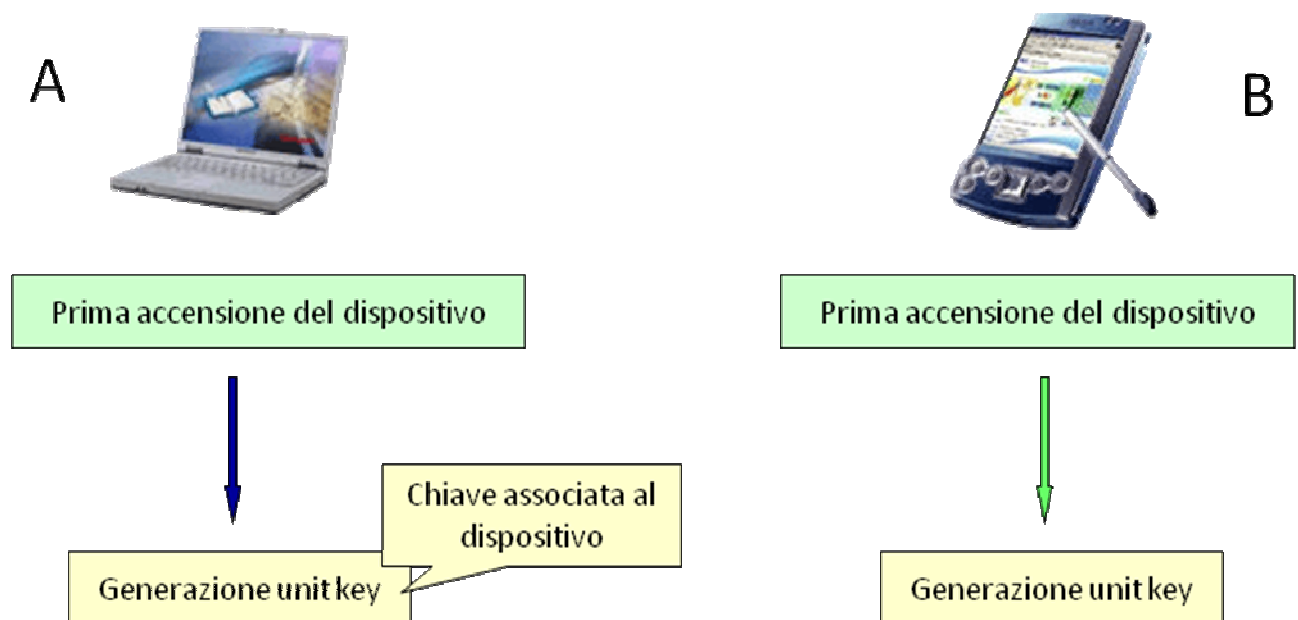 A
B
Prima accensione del dispositivo
Prima accensione del dispositivo
Chiave associata al
dispositivo
Generazione unit key
Generazione unit key